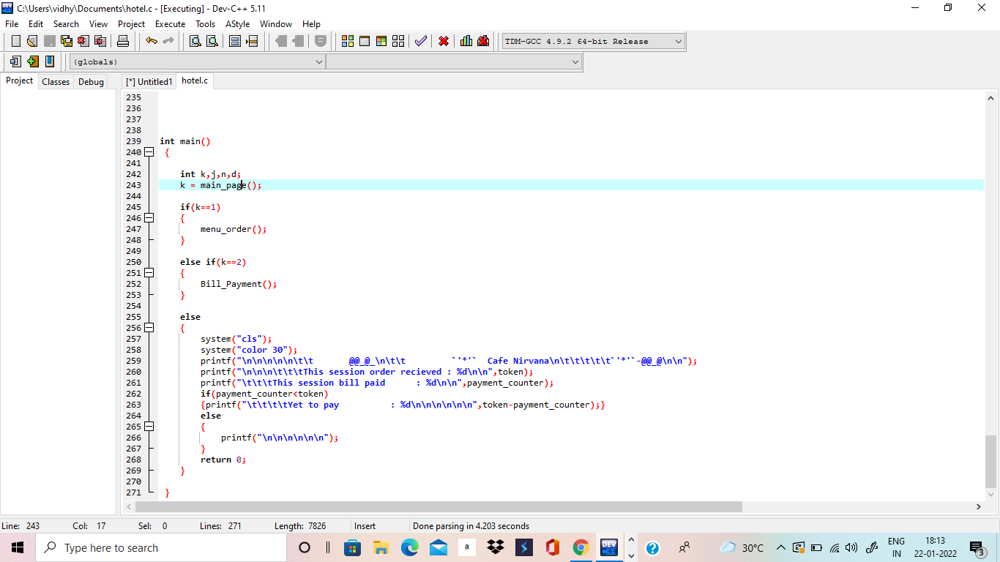 C:\Users\vidhy\Documents\hotel.c - [Executing] - Dev-C++ 5.11
File Edit Search View Project Execute Tools AStyle Window Help
TDM-GCC 4.9.2 64-bit Release
(globals)
Project Classes Debug [*] Untitled1 hotel.c
235
236
237
238
239 int main()
240 {
241
242 int k,j,n,d;
243 k = main_page();
244
245 if(k==1)
246 {
247 menu_order();
248 }
249
250 else if(k==2)
251 {
252 Bill_Payment();
253 }
254
255 else
256 {
257 system("cls");
258 system("color 30");
259 printf("\n\n\n\n\n\t\t       @@_@_\n\t\t         `'*'`  Cafe Nirvana\n\t\t\t\t\t`'*'`-@@_@\n\n");
260 printf("\n\n\n\t\t\tThis session order recieved : %d\n\n",token);
261 printf("\t\t\tThis session bill paid      : %d\n\n",payment_counter);
262 if(payment_counter<token)
263 {printf("\t\t\t\tYet to pay          : %d\n\n\n\n\n\n",token-payment_counter);}
264 else
265 {
266 printf("\n\n\n\n\n\n");
267 }
268 return 0;
269 }
270
271 }
Line: 243 Col: 17 Sel: 0 Lines: 271 Length: 7826 Insert Done parsing in 4.203 seconds
Type here to search
a
DEV
30°C
ENG
IN
18:13
22-01-2022
3